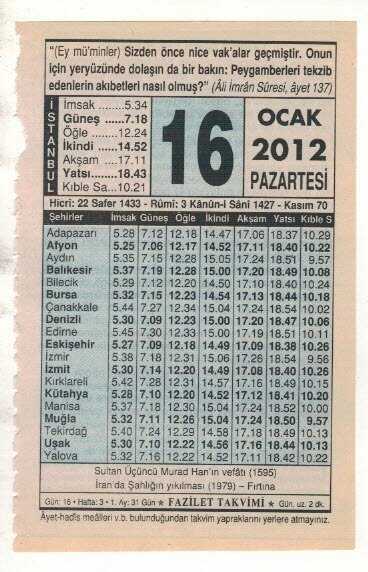 "(Ey mü'minler) Sizden önce nice vak'alar geçmiştir. Onun
için yeryüzünde dolaşın da bir bakın: Peygamberleri tekzib
edenlerin akıbetleri nasıl olmuş?" (Âli İmrân Sûresi, âyet 137)
İSTANBUL
İmsak ........5.34
Güneş ......7.18
Öğle .........12.24
İkindi .......14.52
Akşam .....17.11
Yatsı........18.43
Kıble Sa...10.21
16
OCAK
2012
PAZARTESİ
Hicrî: 22 Safer 1433 - Rûmî: 3 Kânûn-i Sânî 1427 - Kasım 70
Şehirler İmsak Güneş Öğle İkindi Akşam Yatsı Kıble S
Adapazarı 5.28 7.12 12.18 14.47 17.06 18.37 10.29
Afyon 5.25 7.06 12.17 14.52 17.11 18.40 10.22
Aydın 5.35 7.15 12.28 15.05 17.24 18.51 9.57
Balıkesir 5.37 7.19 12.28 15.00 17.20 18.49 10.08
Bilecik 5.29 7.12 12.20 14.50 17.10 18.40 10.24
Bursa 5.32 7.15 12.23 14.54 17.13 18.44 10.18
Çanakkale 5.44 7.27 12.34 15.04 17.24 18.54 10.02
Denizli 5.30 7.09 12.23 15.00 17.20 18.47 10.06
Edirne 5.45 7.30 12.33 15.00 17.19 18.51 10.11
Eskişehir 5.27 7.09 12.18 14.49 17.09 18.38 10.26
İzmir 5.38 7.18 12.31 15.06 17.26 18.54 9.56
İzmit 5.30 7.14 12.20 14.49 17.08 18.40 10.26
Kırklareli 5.42 7.28 12.31 14.57 17.16 18.49 10.15
Kütahya 5.28 7.10 12.20 14.52 17.12 18.41 10.20
Manisa 5.37 7.18 12.30 15.04 17.24 18.52 10.00
Muğla 5.32 7.11 12.26 15.04 17.24 18.50 9.57
Tekirdağ 5.40 7.24 12.29 14.58 17.18 18.49 10.13
Uşak 5.30 7.10 12.22 14.56 17.16 18.44 10.13
Yalova 5.32 7.16 12.22 14.52 17.11 18.42 10.22
Sultan Üçüncü Murad Han'ın vefâtı (1595)
İran'da Şahlığın yıkılması (1979) – Fırtına
Gün: 16 • Hafta: 3 • 1. Ay: 31 Gün ★ FAZİLET TAKVİMİ ★ Gün. uz. 2 dk.
Âyet-hadîs meâlleri v.b. bulunduğundan takvim yapraklarını yerlere atmayınız.